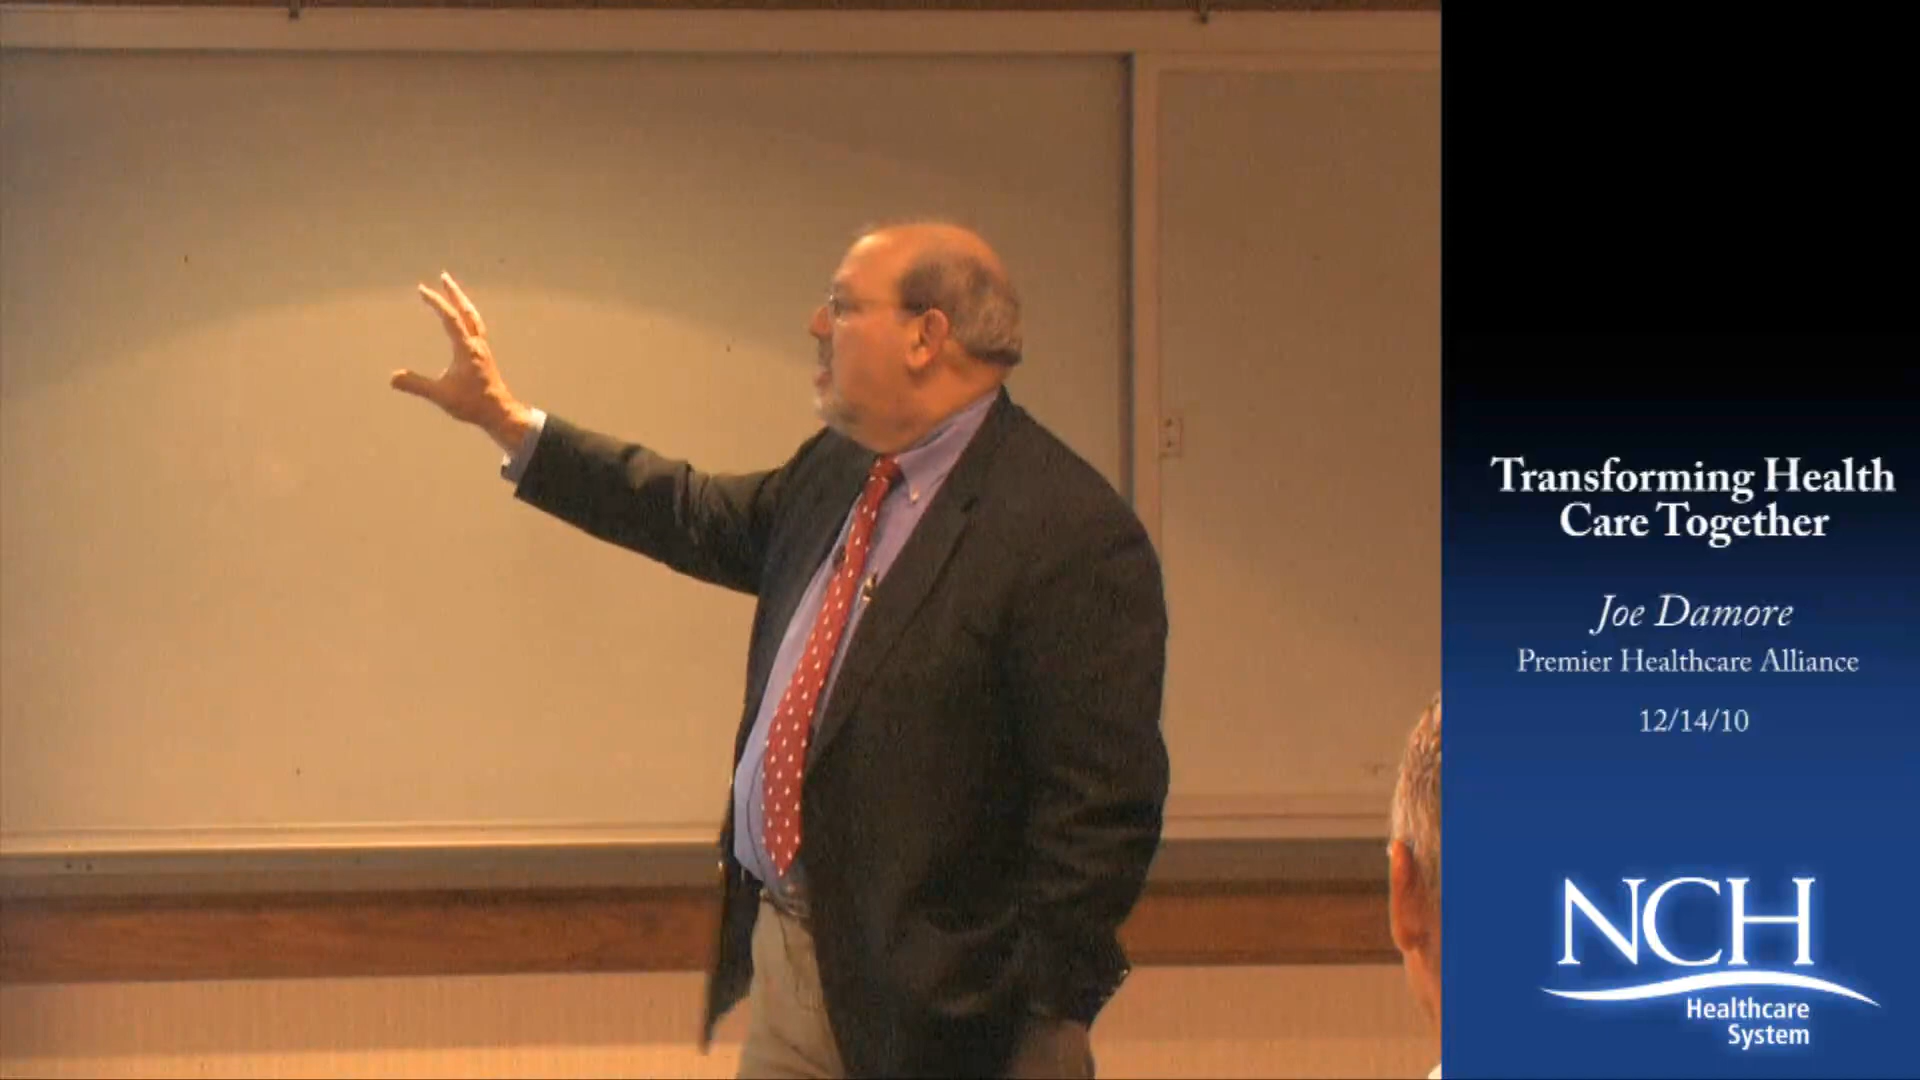 Transforming Health
Care Together
Joe Damore
Premier Healthcare Alliance
12/14/10
NCH
Healthcare
System